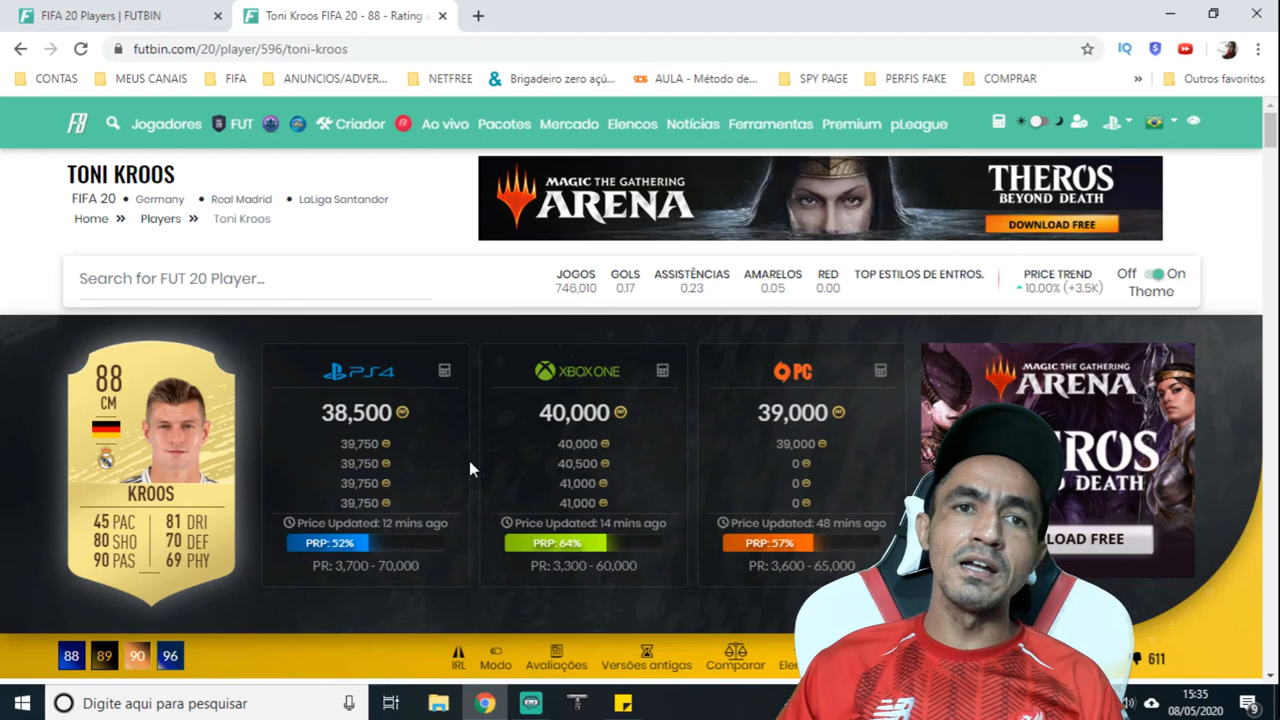 FIFA 20 Players | FUTBIN
Toni Kroos FIFA 20 - 88 - Rating a
futbin.com/20/player/596/toni-kroos
CONTAS
MEUS CANAIS
FIFA
ANUNCIOS/ADVER...
NETFREE
Brigadeiro zero açú...
AULA - Método de...
SPY PAGE
PERFIS FAKE
COMPRAR
Outros favoritos
Jogadores
FUT
Criador
Ao vivo
Pacotes
Mercado
Elencos
Notícias
Ferramentas
Premium
pLeague
TONI KROOS
FIFA 20 • Germany • Real Madrid • LaLiga Santander
Home » Players » Toni Kroos
MAGIC THE GATHERING
ARENA
THEROS
BEYOND DEATH
DOWNLOAD FREE
Search for FUT 20 Player...
JOGOS GOLS ASSISTÊNCIAS AMARELOS RED TOP ESTILOS DE ENTROS. PRICE TREND
746,010 0.17 0.23 0.05 0.00 10.00% (+3.5K)
Off On
Theme
88
CM
KROOS
45 PAC 81 DRI
80 SHO 70 DEF
90 PAS 69 PHY
PS4
38,500
39,750
39,750
39,750
39,750
Price Updated: 12 mins ago
PRP: 52%
PR: 3,700 - 70,000
XBOX ONE
40,000
40,000
40,500
41,000
41,000
Price Updated: 14 mins ago
PRP: 64%
PR: 3,300 - 60,000
PC
39,000
39,000
0
0
0
Price Updated: 48 mins ago
PRP: 57%
PR: 3,600 - 65,000
MAGIC THE GATHERING
ARENA
88 89 90 96
IRL
Modo
Avaliações
Versões antigas
Comparar
611
Digite aqui para pesquisar
15:35
08/05/2020